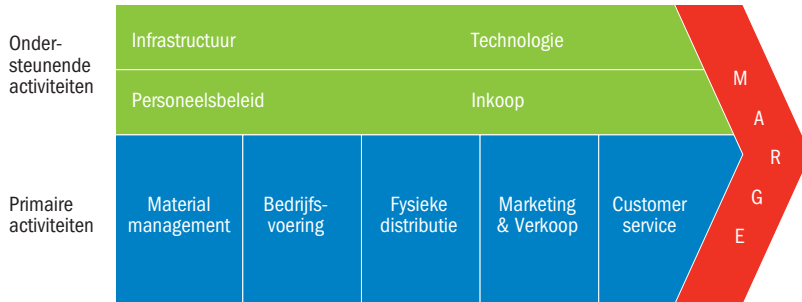 Onder-
steunende
activiteiten
Infrastructuur Technologie
Personeelsbeleid Inkoop
Primaire
activiteiten
Material
management
Bedrijfs-
voering
Fysieke
distributie
Marketing
& Verkoop
Customer
service
M
A
R
G
E